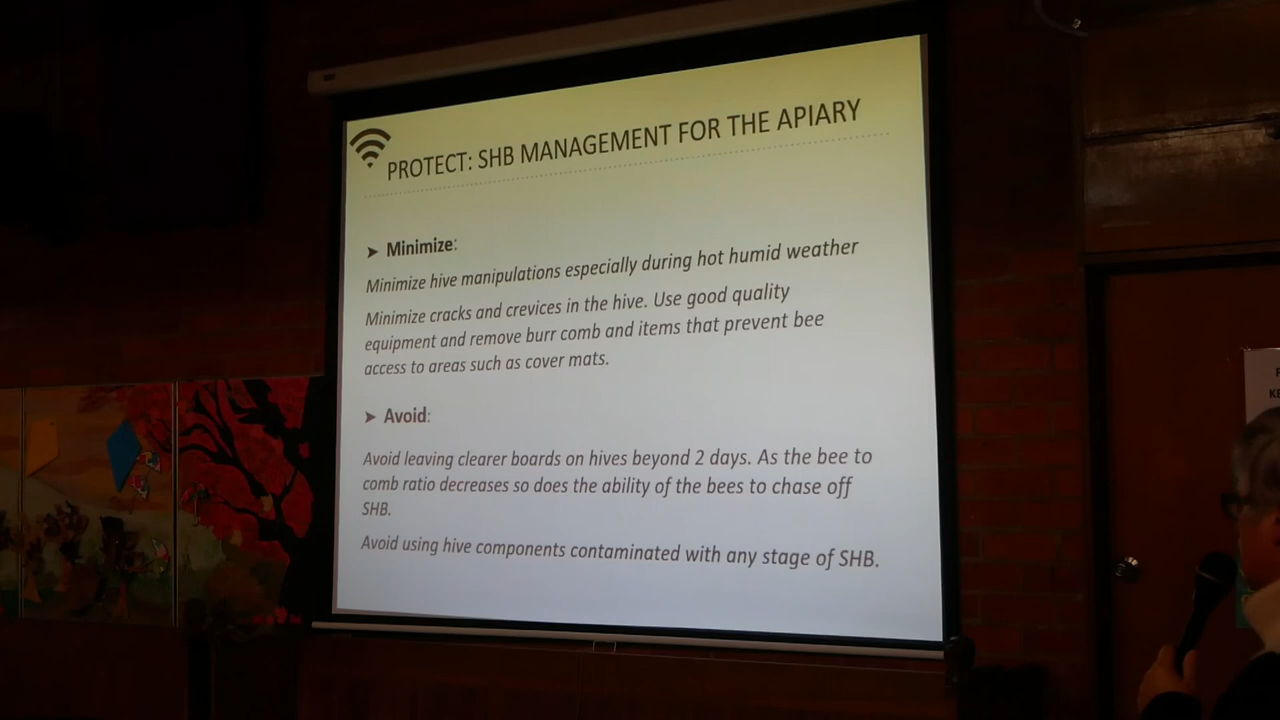 PROTECT: SHB MANAGEMENT FOR THE APIARY
➤ Minimize:
Minimize hive manipulations especially during hot humid weather
Minimize cracks and crevices in the hive. Use good quality
equipment and remove burr comb and items that prevent bee
access to areas such as cover mats.
➤ Avoid:
Avoid leaving clearer boards on hives beyond 2 days. As the bee to
comb ratio decreases so does the ability of the bees to chase off
SHB.
Avoid using hive components contaminated with any stage of SHB.